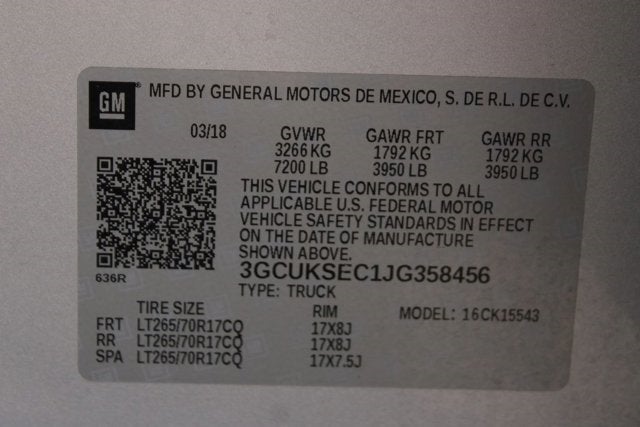 GM
MFD BY GENERAL MOTORS DE MEXICO, S. DE R.L. DE C.V.
03/18 GVWR GAWR FRT GAWR RR
3266 KG 1792 KG 1792 KG
7200 LB 3950 LB 3950 LB
THIS VEHICLE CONFORMS TO ALL
APPLICABLE U.S. FEDERAL MOTOR
VEHICLE SAFETY STANDARDS IN EFFECT
ON THE DATE OF MANUFACTURE
SHOWN ABOVE.
636R
3GCUKSEC1JG358456
TYPE: TRUCK
TIRE SIZE RIM MODEL: 16CK15543
FRT LT265/70R17CQ 17X8J
RR LT265/70R17CQ 17X8J
SPA LT265/70R17CQ 17X7.5J